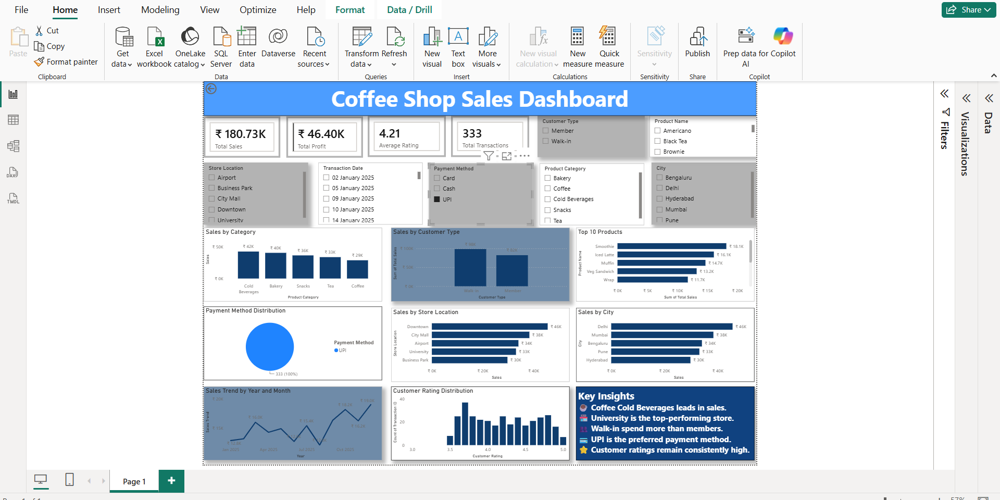 File Home Insert Modeling View Optimize Help Format Data / Drill Share
Paste
Cut
Copy
Format painter
Clipboard
Get data
Excel workbook
OneLake catalog
SQL Server
Enter data
Dataverse
Recent sources
Data
Transform data
Refresh
Queries
New visual
Text box
More visuals
Insert
New visual calculation
New measure
Quick measure
Calculations
Sensitivity
Sensitivity
Publish
Share
Prep data for AI
Copilot
Copilot
DAX
TMDL
Filters
Visualizations
Data
Coffee Shop Sales Dashboard
₹ 180.73K
Total Sales
₹ 46.40K
Total Profit
4.21
Average Rating
333
Total Transactions
Customer Type
Member
Walk-in
Product Name
Americano
Black Tea
Brownie
Store Location
Airport
Business Park
City Mall
Downtown
University
Transaction Date
02 January 2025
05 January 2025
09 January 2025
10 January 2025
14 January 2025
Payment Method
Card
Cash
UPI
Product Category
Bakery
Coffee
Cold Beverages
Snacks
Tea
City
Bengaluru
Delhi
Hyderabad
Mumbai
Pune
Sales by Category
Sales
₹ 50K
₹ 0K
₹ 42K
₹ 40K
₹ 36K
₹ 33K
₹ 29K
Cold Beverages
Bakery
Snacks
Tea
Coffee
Product Category
Sales by Customer Type
Sum of Total Sales
₹ 100K
₹ 50K
₹ 0K
₹ 98K
₹ 82K
Walk-in
Member
Customer Type
Top 10 Products
Product Name
Smoothie ₹ 18.1K
Iced Latte ₹ 16.1K
Muffin ₹ 14.7K
Veg Sandwich ₹ 13.2K
Wrap ₹ 11.7K
₹ 0K ₹ 5K ₹ 10K ₹ 15K ₹ 20K
Sum of Total Sales
Payment Method Distribution
Payment Method
UPI
333 (100%)
Sales by Store Location
Store Location
Downtown ₹ 46K
City Mall ₹ 38K
Airport ₹ 34K
University ₹ 33K
Business Park ₹ 30K
₹ 0K ₹ 20K ₹ 40K
Sales
Sales by City
City
Delhi ₹ 46K
Mumbai ₹ 38K
Bengaluru ₹ 34K
Pune ₹ 33K
Hyderabad ₹ 30K
₹ 0K ₹ 20K ₹ 40K
Sales
Sales Trend by Year and Month
Sales Trend
₹ 20K
₹ 15K
₹ 12.8K
₹ 16.0K
₹ 15.4K
₹ 18.2K
₹ 16.2K
₹ 19.0K
Jan 2025 Apr 2025 Jul 2025 Oct 2025
Year
Customer Rating Distribution
Count of Transaction ID
40
20
0
3.0 3.5 4.0 4.5 5.0
Customer Rating
Key Insights
Coffee Cold Beverages leads in sales.
University is the top-performing store.
Walk-in spend more than members.
UPI is the preferred payment method.
Customer ratings remain consistently high.
Page 1
57%